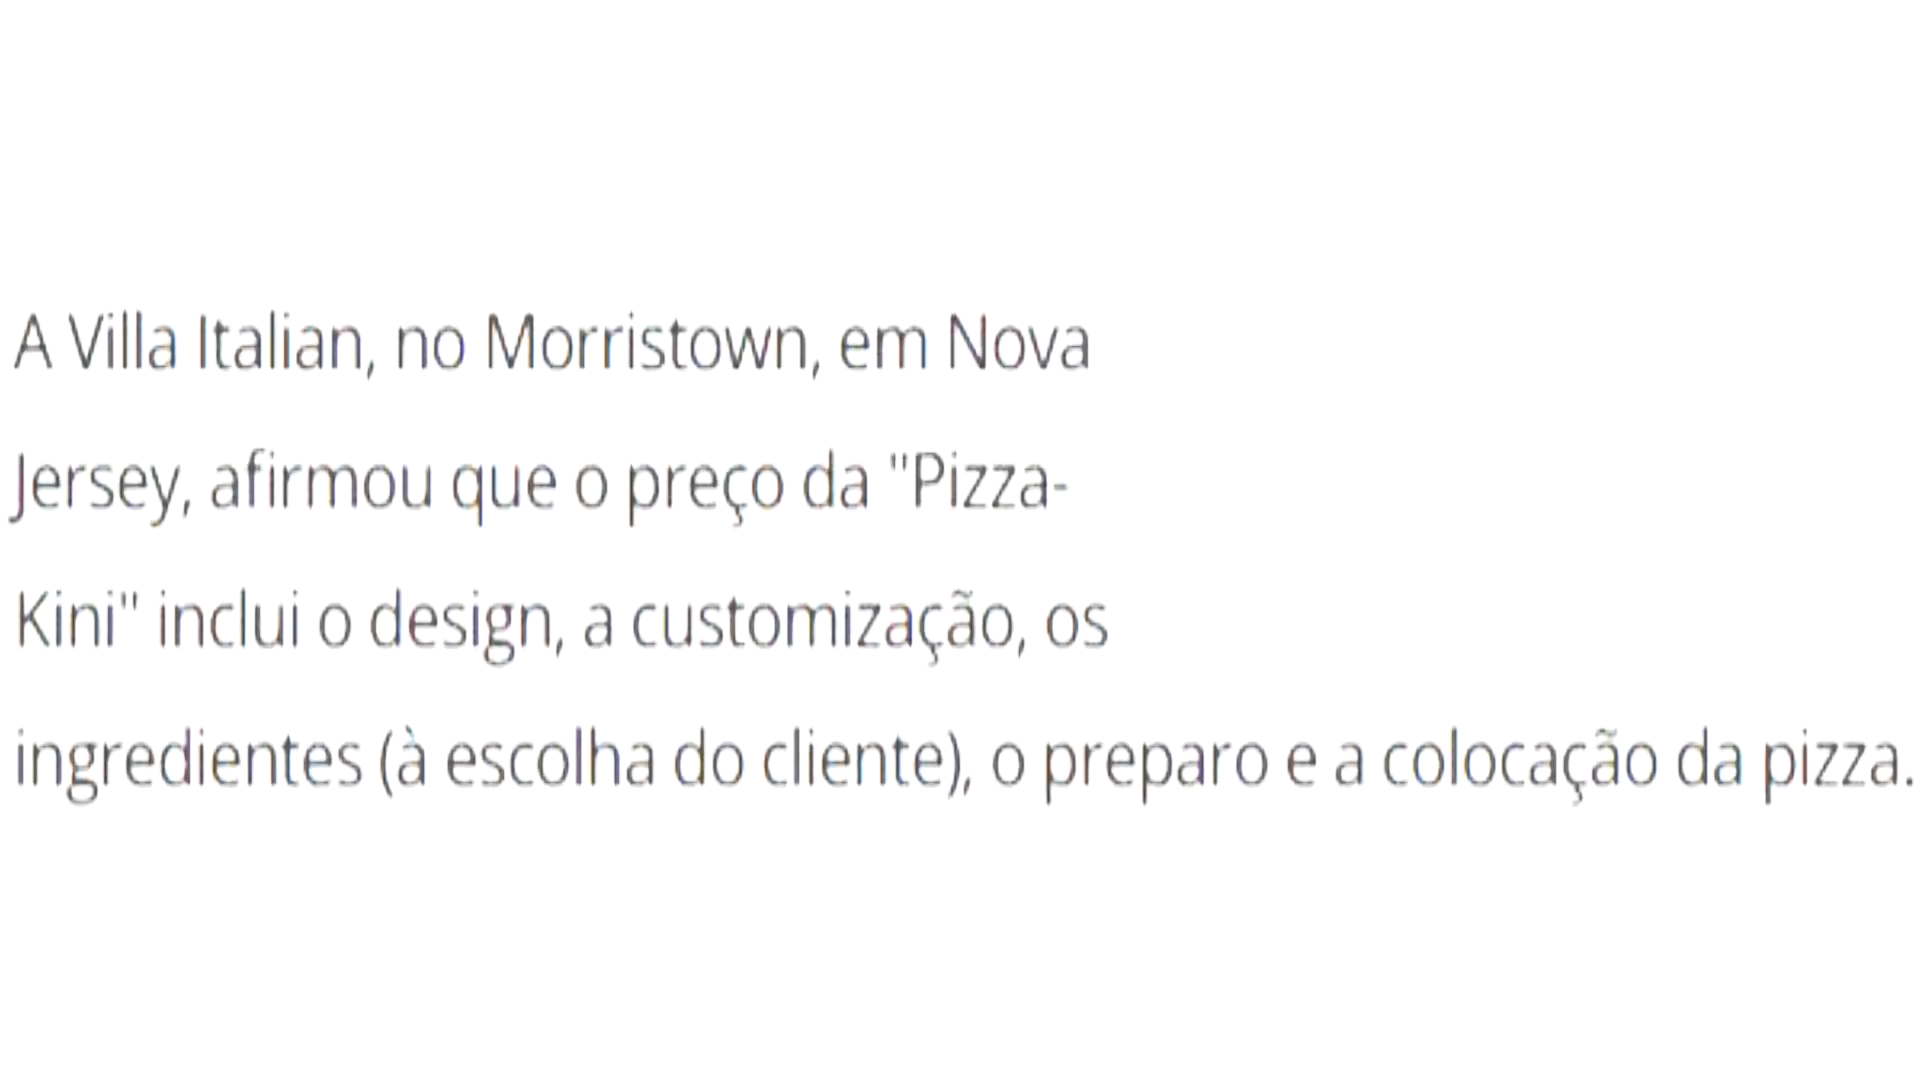 A Villa Italian, no Morristown, em Nova
Jersey, afirmou que o preço da "Pizza-
Kini" inclui o design, a customização, os
ingredientes (à escolha do cliente), o preparo e a colocação da pizza.